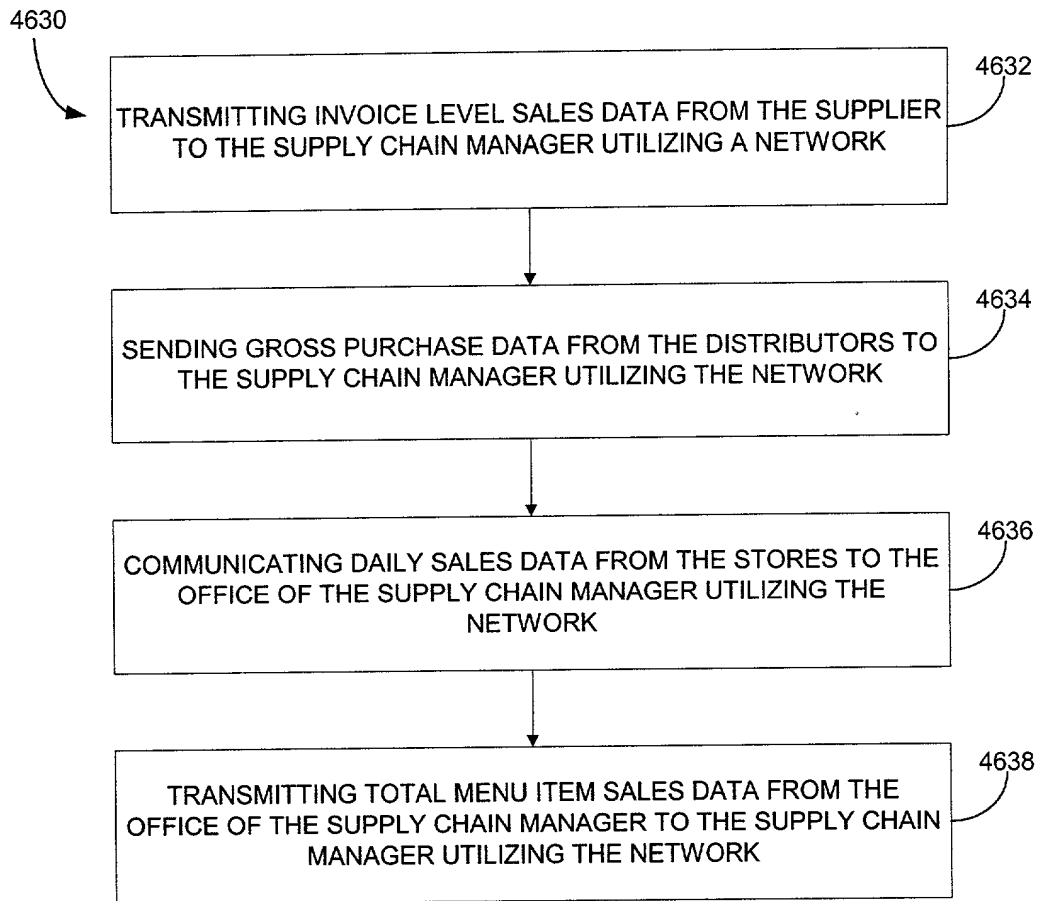 4630
4632
TRANSMITTING INVOICE LEVEL SALES DATA FROM THE SUPPLIER
TO THE SUPPLY CHAIN MANAGER UTILIZING A NETWORK
4634
SENDING GROSS PURCHASE DATA FROM THE DISTRIBUTORS TO
THE SUPPLY CHAIN MANAGER UTILIZING THE NETWORK
4636
COMMUNICATING DAILY SALES DATA FROM THE STORES TO THE
OFFICE OF THE SUPPLY CHAIN MANAGER UTILIZING THE
NETWORK
4638
TRANSMITTING TOTAL MENU ITEM SALES DATA FROM THE
OFFICE OF THE SUPPLY CHAIN MANAGER TO THE SUPPLY CHAIN
MANAGER UTILIZING THE NETWORK